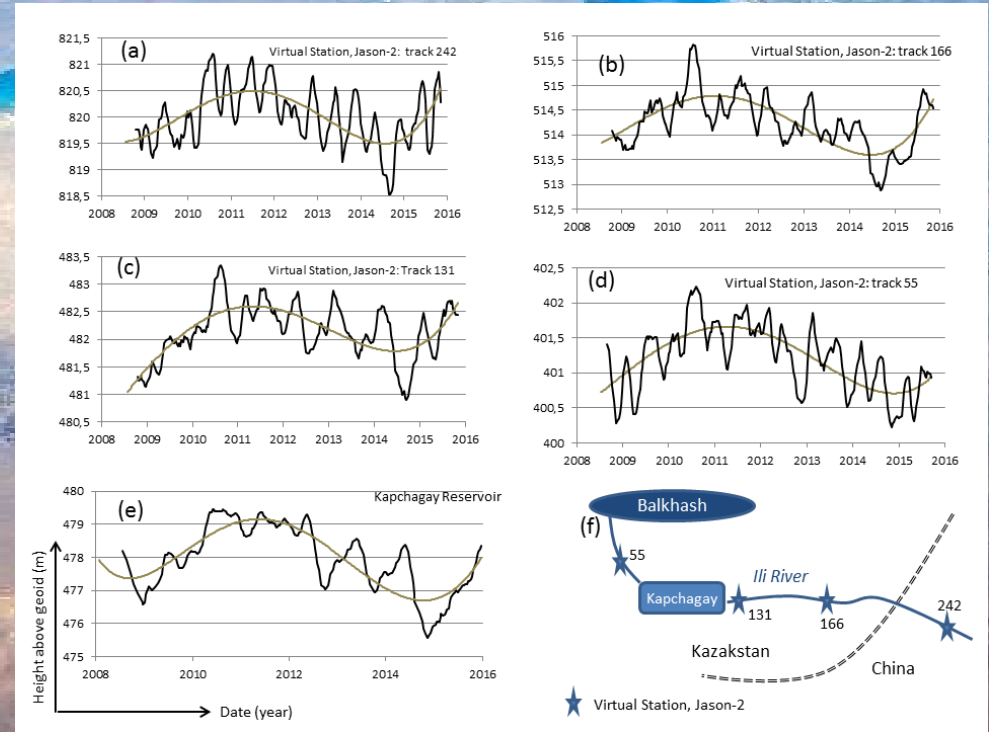 (a)
Virtual Station, Jason-2: track 242
821,5
821
820,5
820
819,5
819
818,5
2008 2009 2010 2011 2012 2013 2014 2015 2016
(b)
Virtual Station, Jason-2: track 166
516
515,5
515
514,5
514
513,5
513
512,5
2008 2009 2010 2011 2012 2013 2014 2015 2016
(c)
Virtual Station, Jason-2: Track 131
483,5
483
482,5
482
481,5
481
480,5
2008 2009 2010 2011 2012 2013 2014 2015 2016
(d)
Virtual Station, Jason-2: track 55
402,5
402
401,5
401
400,5
400
2008 2009 2010 2011 2012 2013 2014 2015 2016
(e)
Kapchagay Reservoir
480
479
478
477
476
475
2008 2010 2012 2014 2016
Height above geoid (m)
Date (year)
(f)
Balkhash
55
Kapchagay
Ili River
131
166
242
Kazakstan
China
Virtual Station, Jason-2